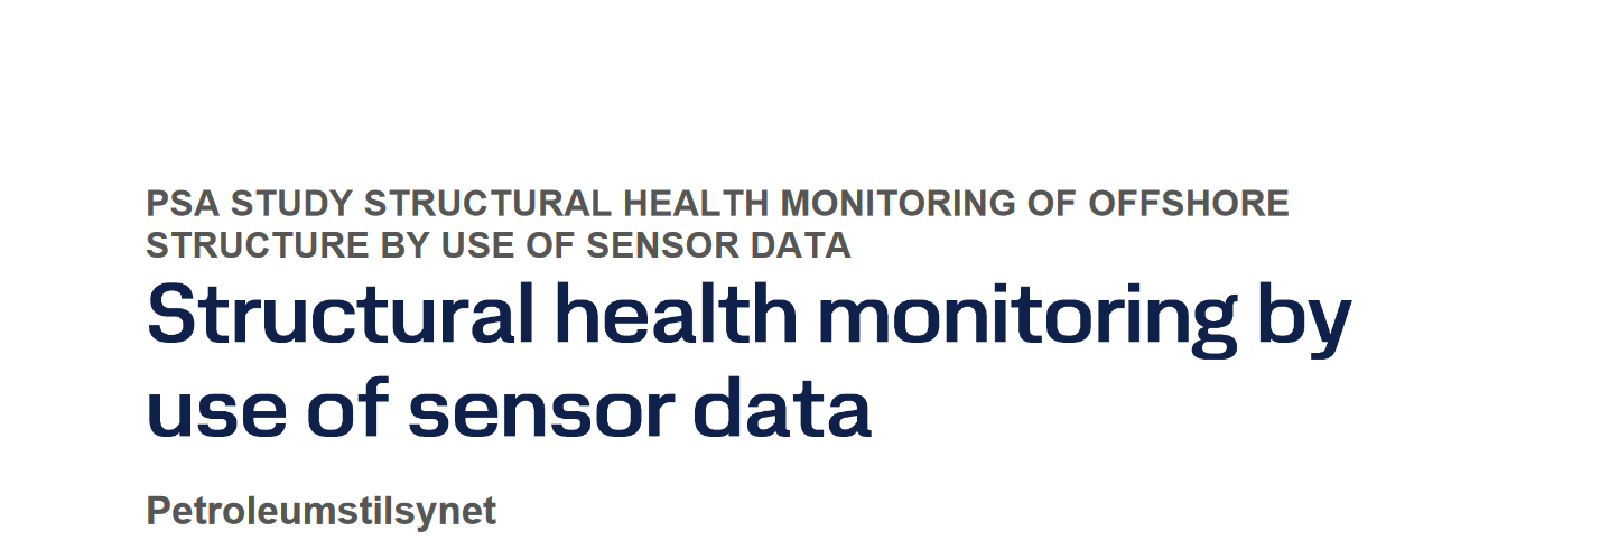 PSA STUDY STRUCTURAL HEALTH MONITORING OF OFFSHORE
STRUCTURE BY USE OF SENSOR DATA
Structural health monitoring by
use of sensor data
Petroleumstilsynet